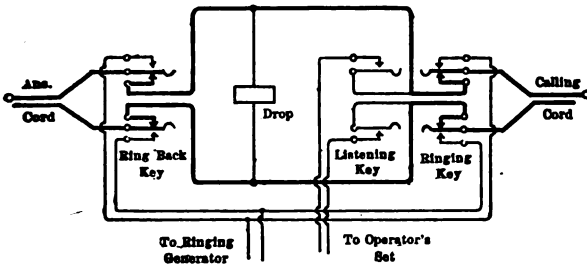 Ans.
Cord
Drop
Calling
Cord
Ring Back
Key
Listening
Key
Ringing
Key
To Ringing
Generator
To Operator's
Set